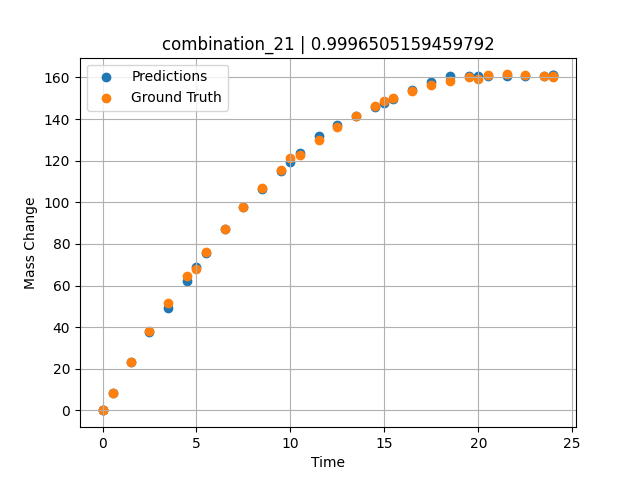 combination_21 | 0.9996505159459792
Predictions
Ground Truth
Mass Change
160
140
120
100
80
60
40
20
0
0 5 10 15 20 25
Time